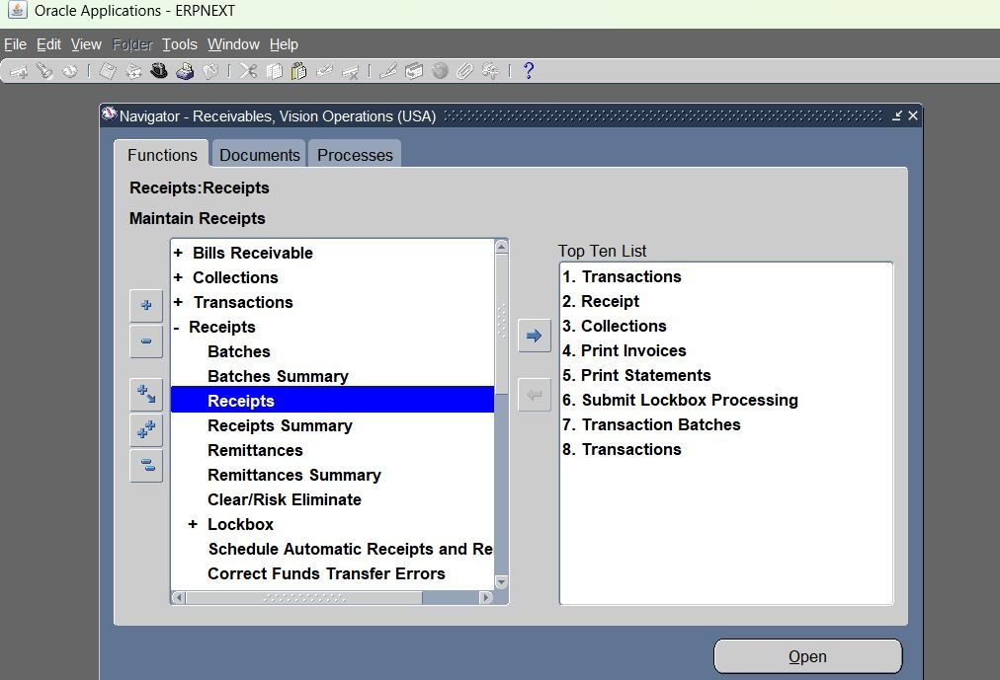 Oracle Applications - ERPNEXT
File Edit View Folder Tools Window Help
?
Navigator - Receivables, Vision Operations (USA)
Functions Documents Processes
Receipts:Receipts
Maintain Receipts
+ Bills Receivable
+ Collections
+ Transactions
- Receipts
Batches
Batches Summary
Receipts
Receipts Summary
Remittances
Remittances Summary
Clear/Risk Eliminate
+ Lockbox
Schedule Automatic Receipts and Re
Correct Funds Transfer Errors
Top Ten List
1. Transactions
2. Receipt
3. Collections
4. Print Invoices
5. Print Statements
6. Submit Lockbox Processing
7. Transaction Batches
8. Transactions
Open